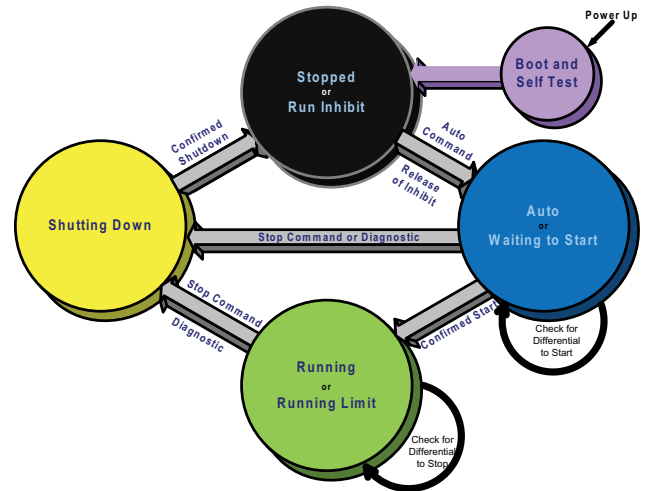 Power Up
Boot and
Self Test
Stopped
or
Run Inhibit
Confirmed
Shutdown
Auto
Command
Release
of Inhibit
Shutting Down
Stop Command or Diagnostic
Auto
or
Waiting to Start
Stop Command
Diagnostic
Confirmed Start
Check for
Differential
to Start
Running
or
Running Limit
Check for
Differential
to Stop